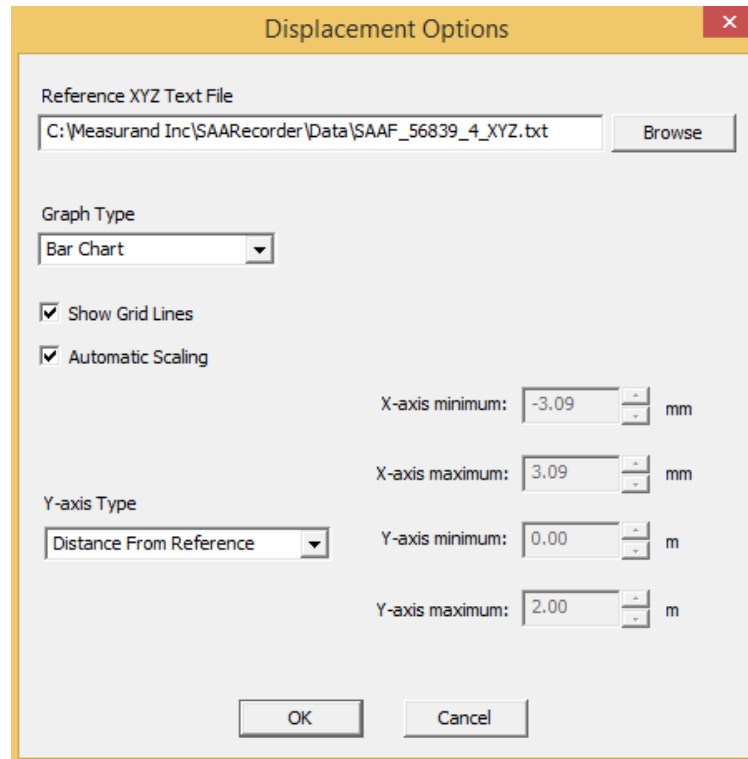 Displacement Options
Reference XYZ Text File
C:\Measurand Inc\SAARecorder\Data\SAAF_56839_4_XYZ.txt
Browse
Graph Type
Bar Chart
Show Grid Lines
Automatic Scaling
X-axis minimum: -3.09 mm
X-axis maximum: 3.09 mm
Y-axis Type
Distance From Reference
Y-axis minimum: 0.00 m
Y-axis maximum: 2.00 m
OK Cancel